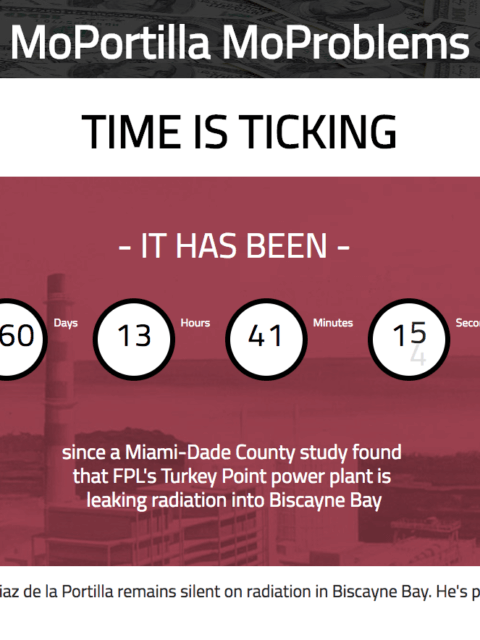 MoPortilla MoProblems
TIME IS TICKING
- IT HAS BEEN -
60 Days 13 Hours 41 Minutes 15
since a Miami-Dade County study found
that FPL's Turkey Point power plant is
leaking radiation into Biscayne Bay
de la Portilla remains silent on radiation in Biscayne Bay. He's